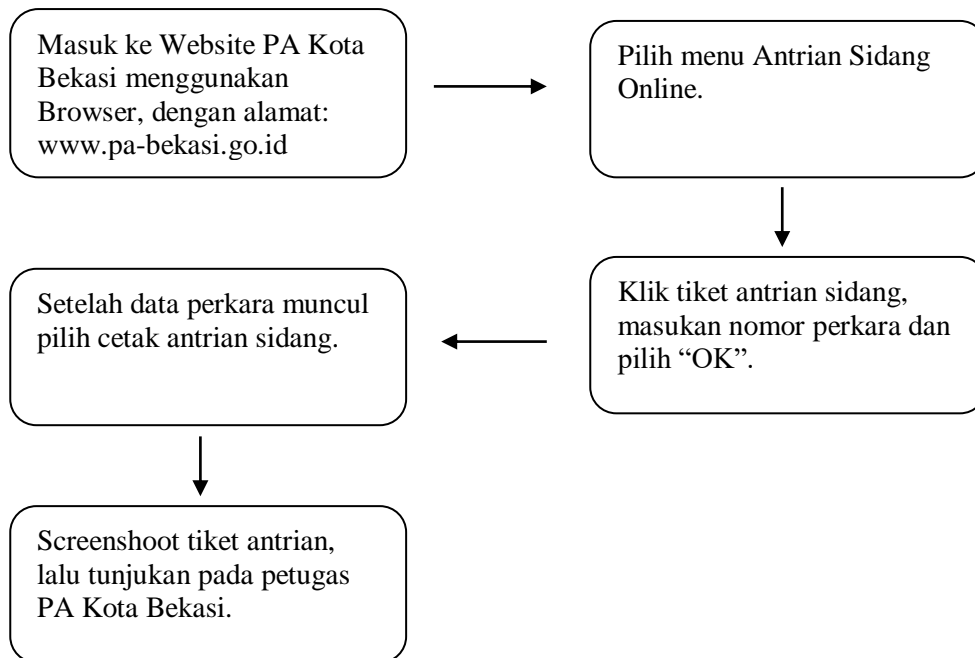 Masuk ke Website PA Kota
Bekasi menggunakan
Browser, dengan alamat:
www.pa-bekasi.go.id
Pilih menu Antrian Sidang
Online.
Klik tiket antrian sidang,
masukan nomor perkara dan
pilih “OK”.
Setelah data perkara muncul
pilih cetak antrian sidang.
Screenshoot tiket antrian,
lalu tunjukan pada petugas
PA Kota Bekasi.